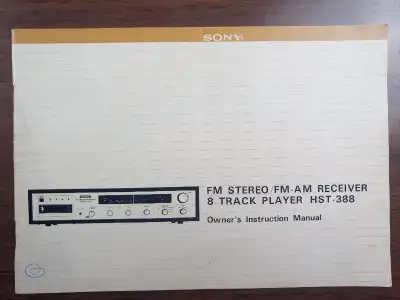 SONY
FM STEREO/FM-AM RECEIVER
8 TRACK PLAYER HST-388
Owner's Instruction Manual